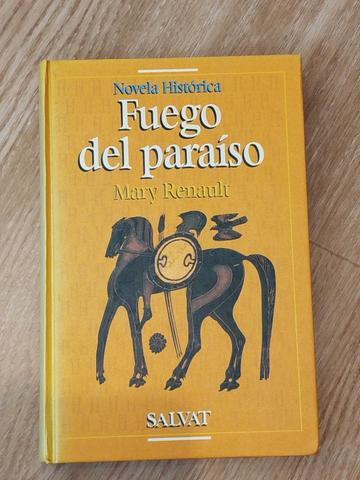 Novela Histórica
Fuego
del paraíso
Mary Renault
SALVAT